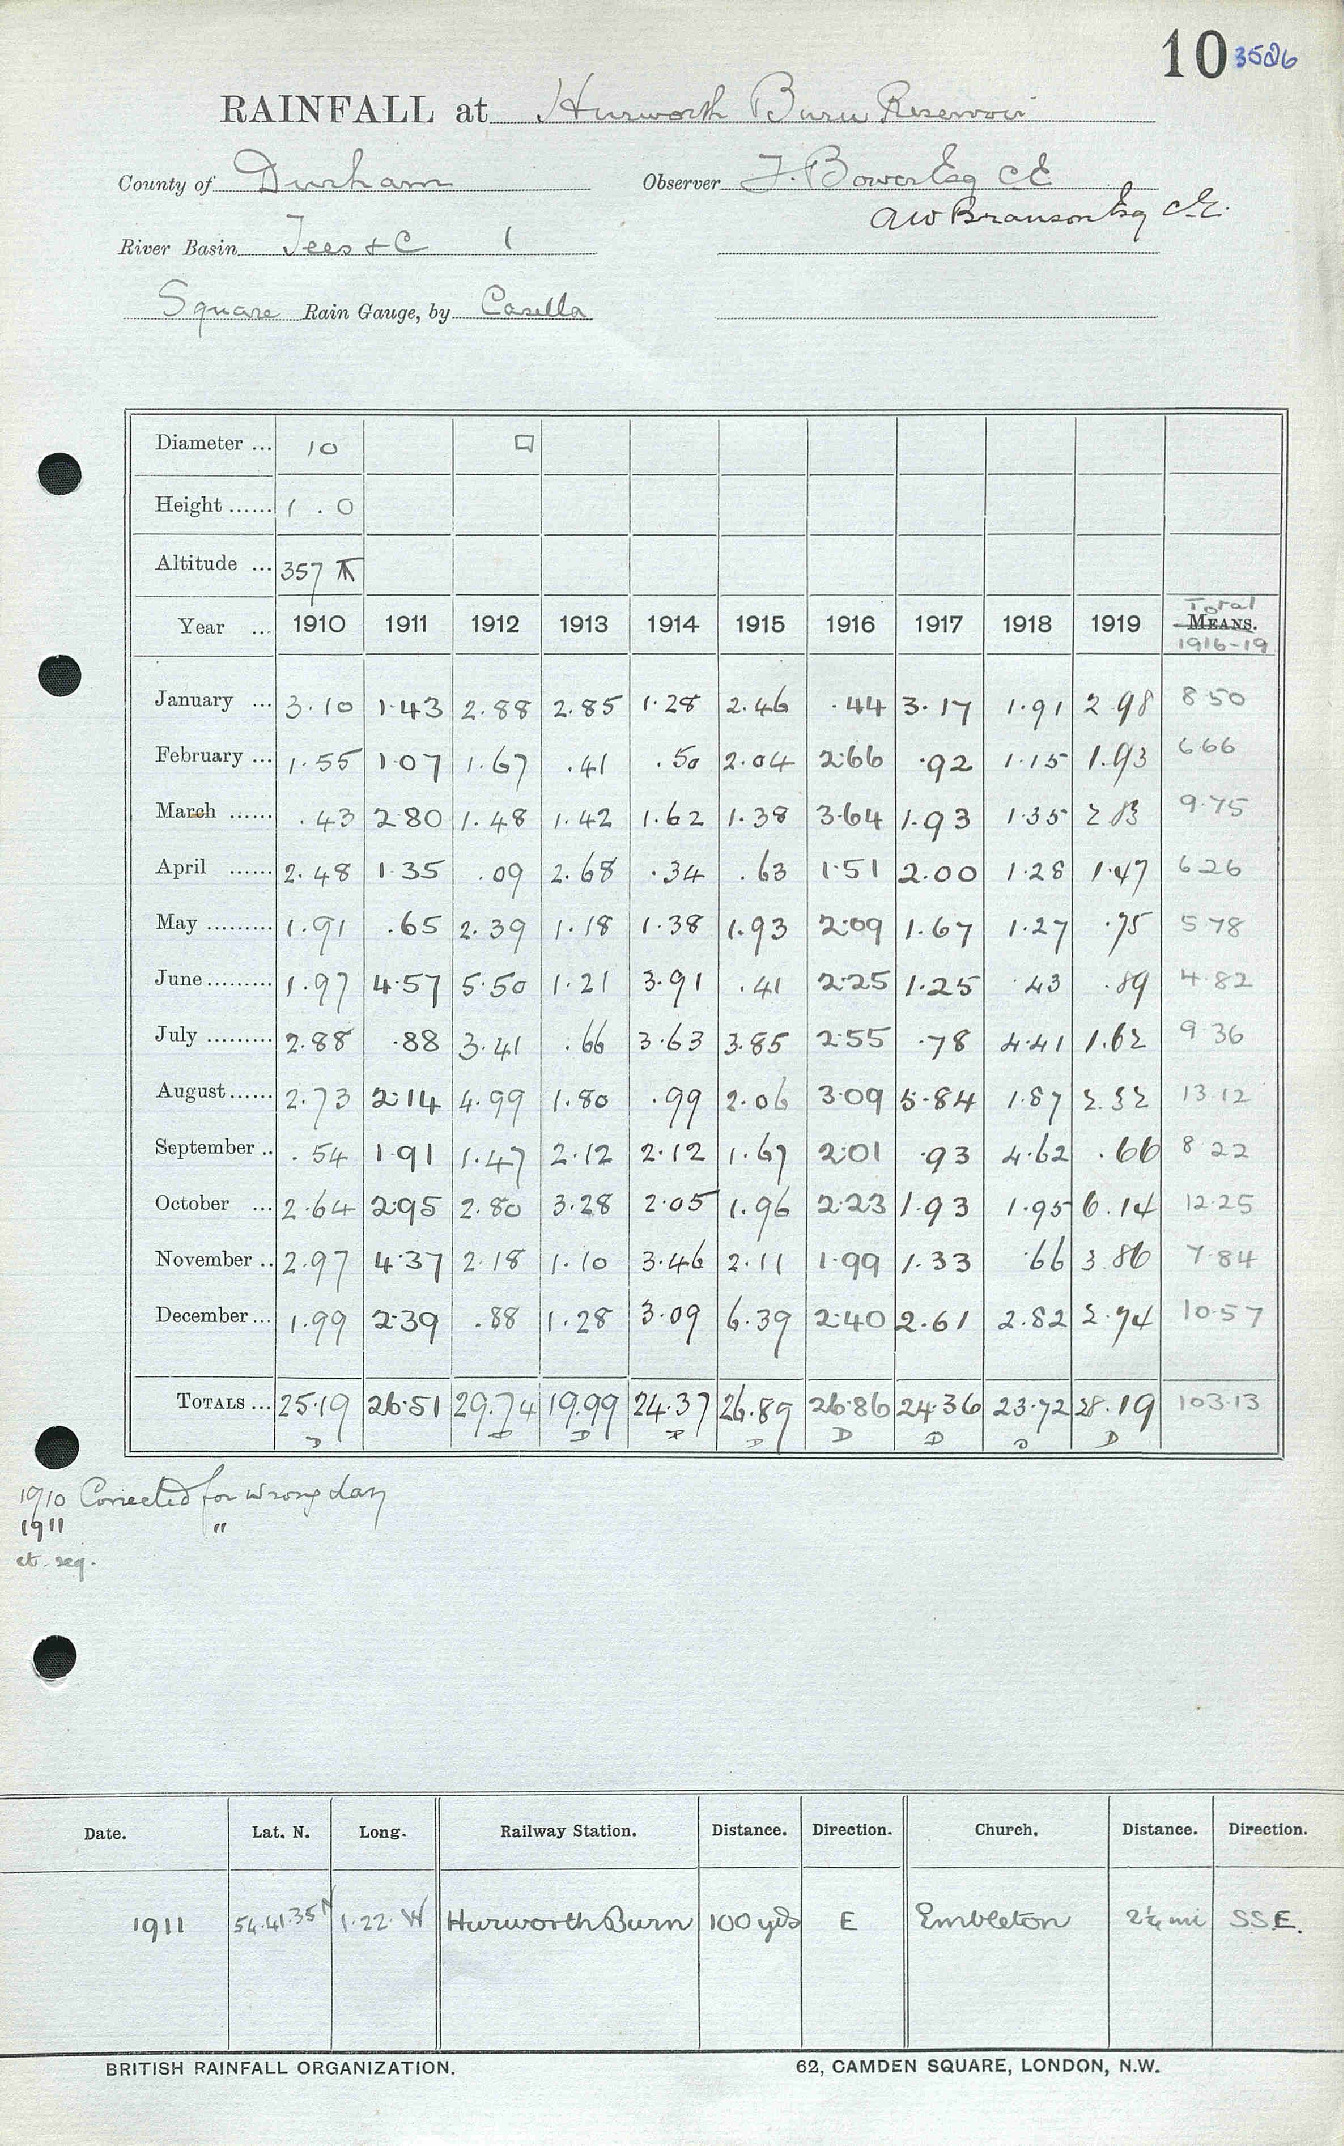 10 3526
RAINFALL at Hurworth Burn Reservoir
County of Durham Observer F. Bower Esq CE
AW Branson Esq C.E.
River Basin Tees &C 1
Square Rain Gauge, by Casella
Diameter ... 10 □
Height ...... 1 . 0
Altitude ... 357
Year ... 1910 1911 1912 1913 1914 1915 1916 1917 1918 1919 Total MEANS. 1916-19
January ... 3.10 1.43 2.88 2.85 1.28 2.46 .44 3.17 1.91 2.98 8 50
February ... 1.55 1.07 1.67 .41 .50 2.04 2.66 .92 1.15 1.93 6 66
March ...... .43 2.80 1.48 1.42 1.62 1.38 3.64 1.93 1.35 2.83 9.75
April ...... 2.48 1.35 .09 2.68 .34 .63 1.51 2.00 1.28 1.47 6 26
May ......... 1.91 .65 2.39 1.18 1.38 1.93 2.09 1.67 1.27 .75 5 78
June ......... 1.97 4.57 5.50 1.21 3.91 .41 2.25 1.25 .43 .89 4.82
July ......... 2.88 .88 3.41 .66 3.63 3.85 2.55 .78 4.41 1.62 9 36
August ...... 2.73 2.14 4.99 1.80 .99 2.06 3.09 5.84 1.87 2.32 13.12
September .. .54 1.91 1.47 2.12 2.12 1.67 2.01 .93 4.62 .66 8 22
October ... 2.64 2.95 2.80 3.28 2.05 1.96 2.23 1.93 1.95 6.14 12.25
November .. 2.97 4.37 2.18 1.10 3.46 2.11 1.99 1.33 .66 3.86 7.84
December ... 1.99 2.39 .88 1.28 3.09 6.39 2.40 2.61 2.82 2.74 10.57
TOTALS ... 25.19 26.51 29.74 19.99 24.37 26.89 26.86 24.36 23.72 28.19 103.13
D D D D D D D D D
1910 Corrected for wrong day
1911 "
et. seq.
Date. Lat. N. Long. Railway Station. Distance. Direction. Church. Distance. Direction.
1911 54.41.35 N 1.22.W Hurworth Burn 100 yds E Embleton 2¼ mi SSE.
BRITISH RAINFALL ORGANIZATION. 62, CAMDEN SQUARE, LONDON, N.W.